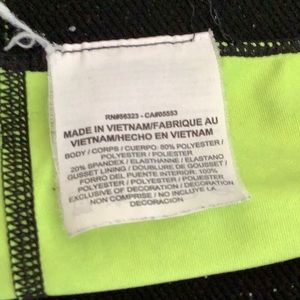 RN#56323 - CA#05553
MADE IN VIETNAM/FABRIQUE AU
VIETNAM/HECHO EN VIETNAM
BODY / CORPS / CUERPO: 80% POLYESTER /
POLYESTER / POLIESTER
20% SPANDEX / ELASTHANNE / ELASTANO
GUSSET LINING / DOUBLURE DE GOUSSET /
FORRO DEL PUENTE INTERIOR: 100%
POLYESTER / POLYESTER / POLIESTER
EXCLUSIVE OF DECORATION / DECORATION
NON COMPRISE / NO INCLUYE LA
DECORACION